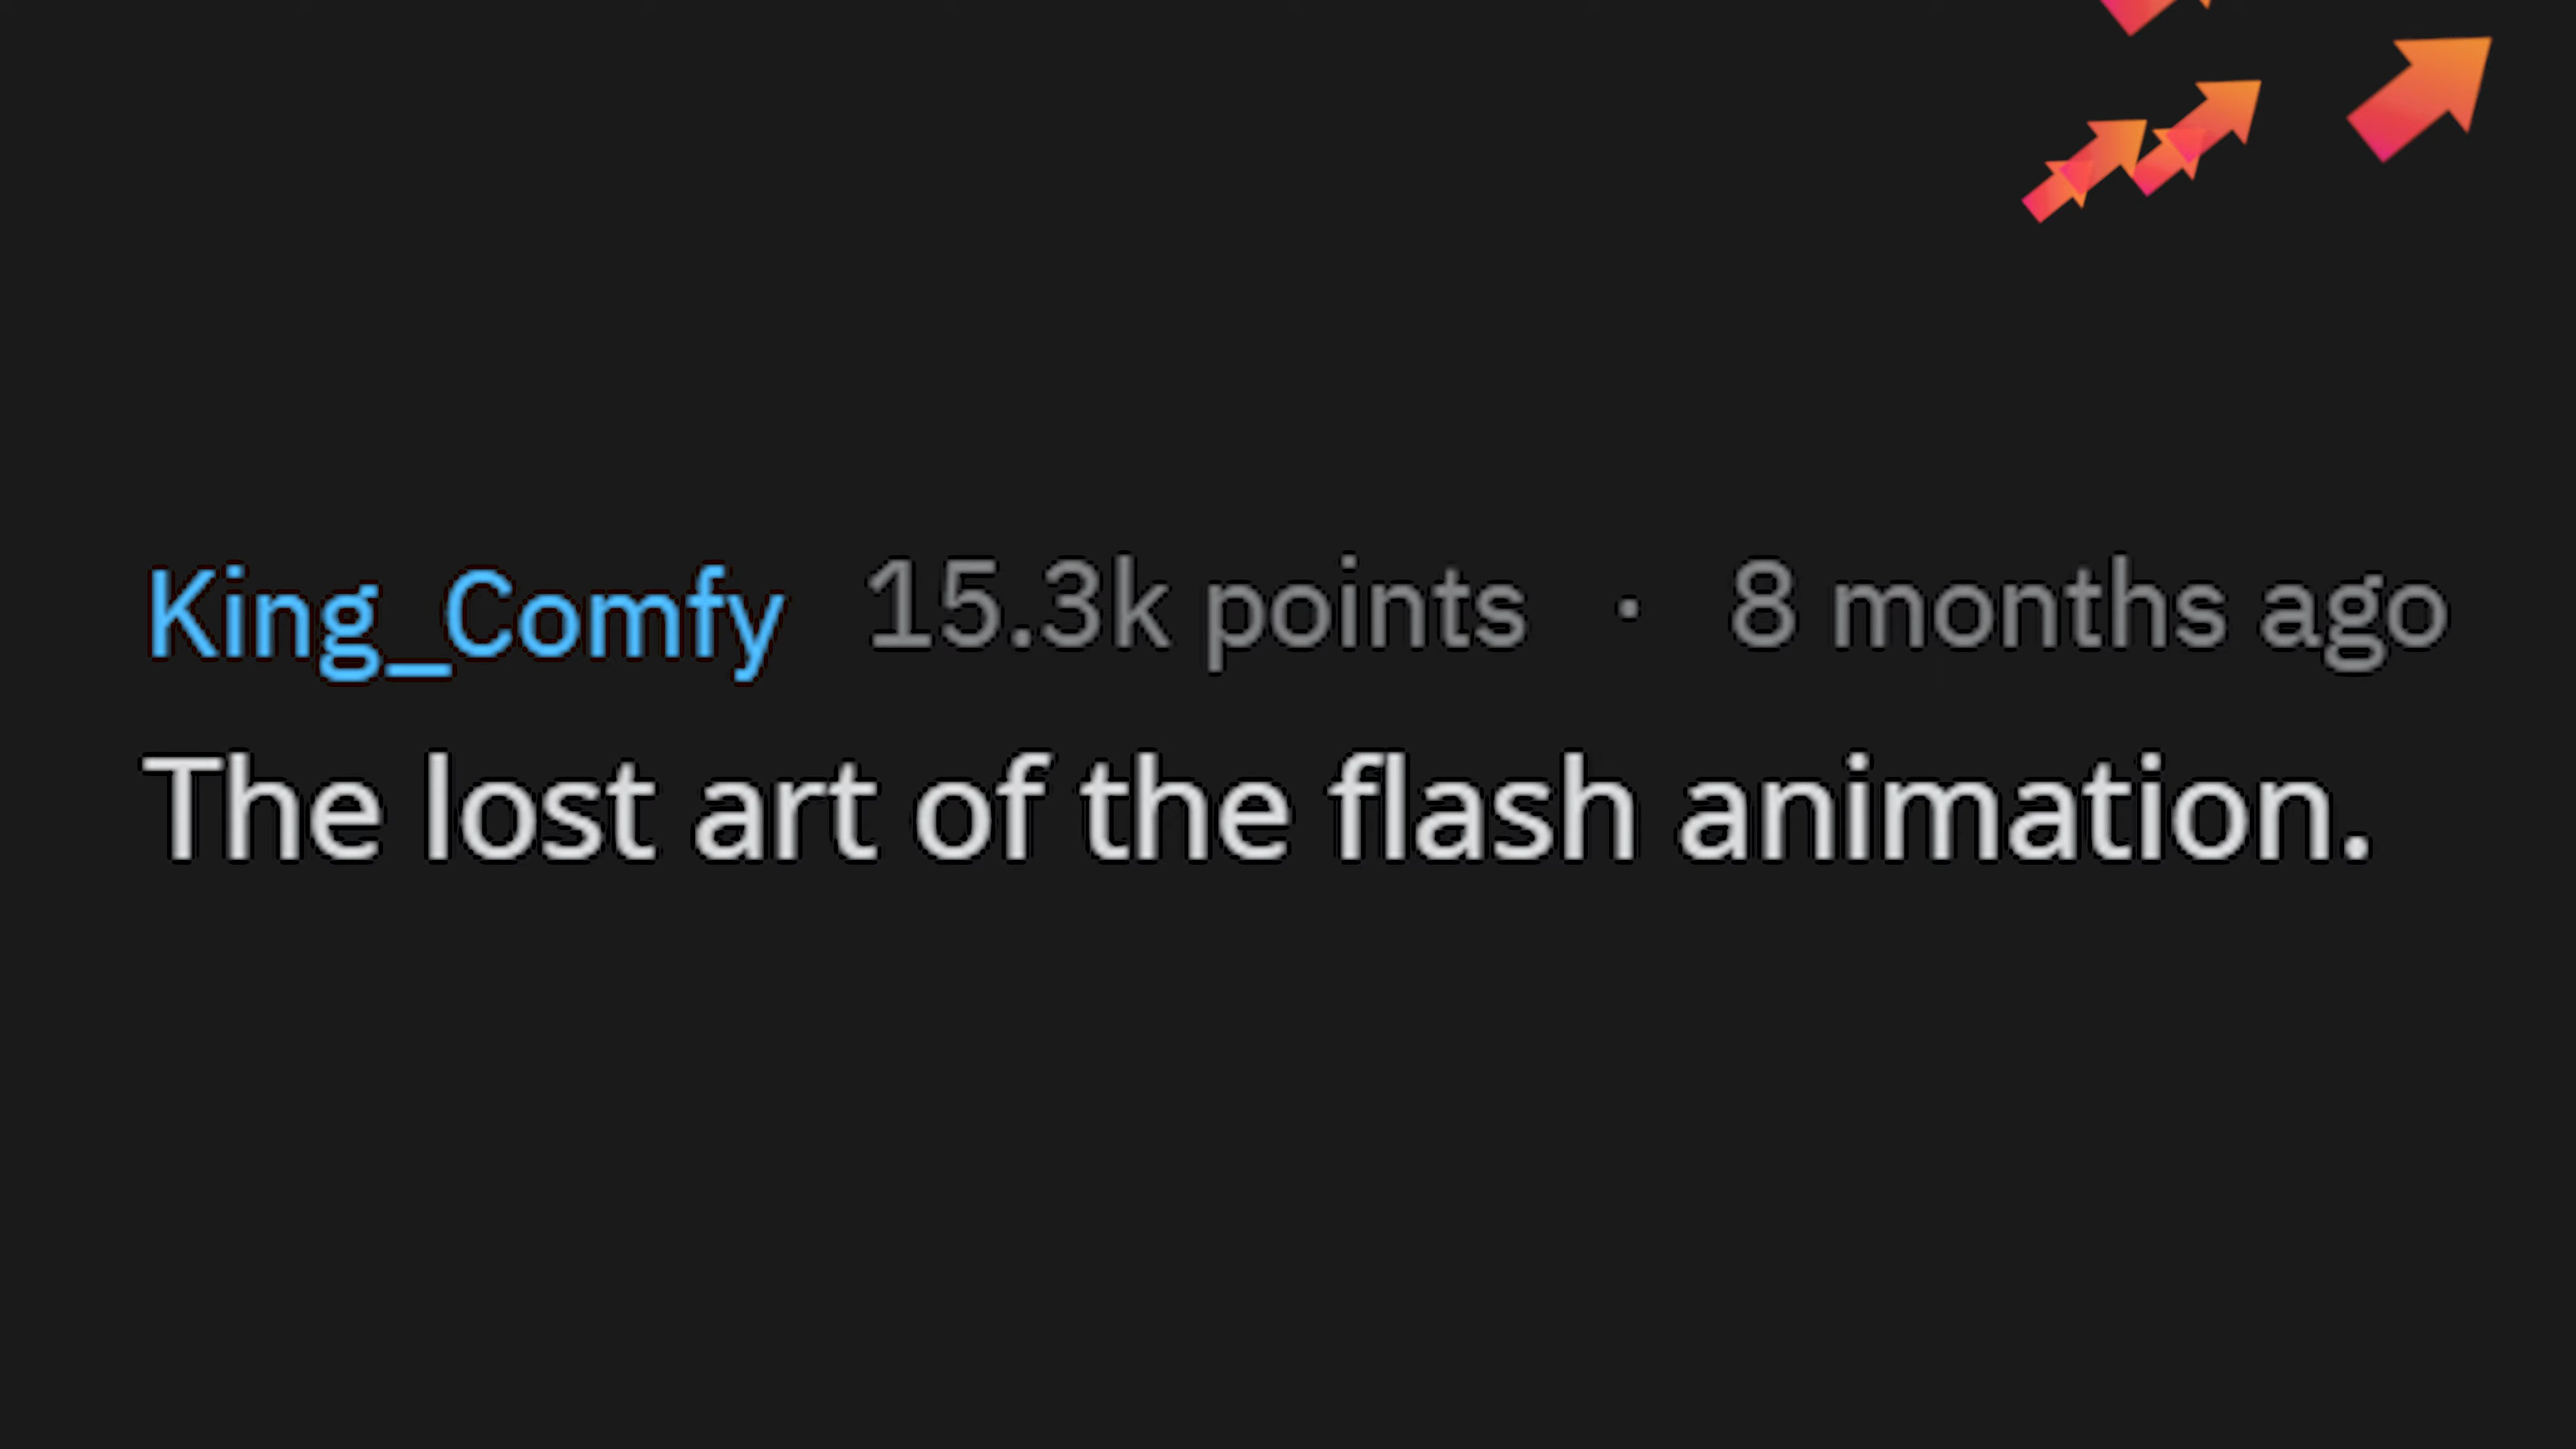 King_Comfy 15.3k points · 8 months ago
The lost art of the flash animation.